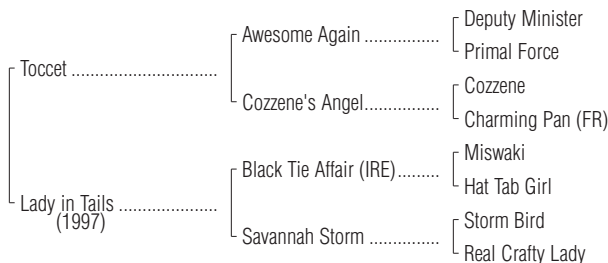 Deputy Minister
Awesome Again ................
Primal Force
Toccet ...............................
Cozzene
Cozzene's Angel................
Charming Pan (FR)
Miswaki
Black Tie Affair (IRE).........
Hat Tab Girl
Lady in Tails .....................
(1997)
Storm Bird
Savannah Storm ...............
Real Crafty Lady